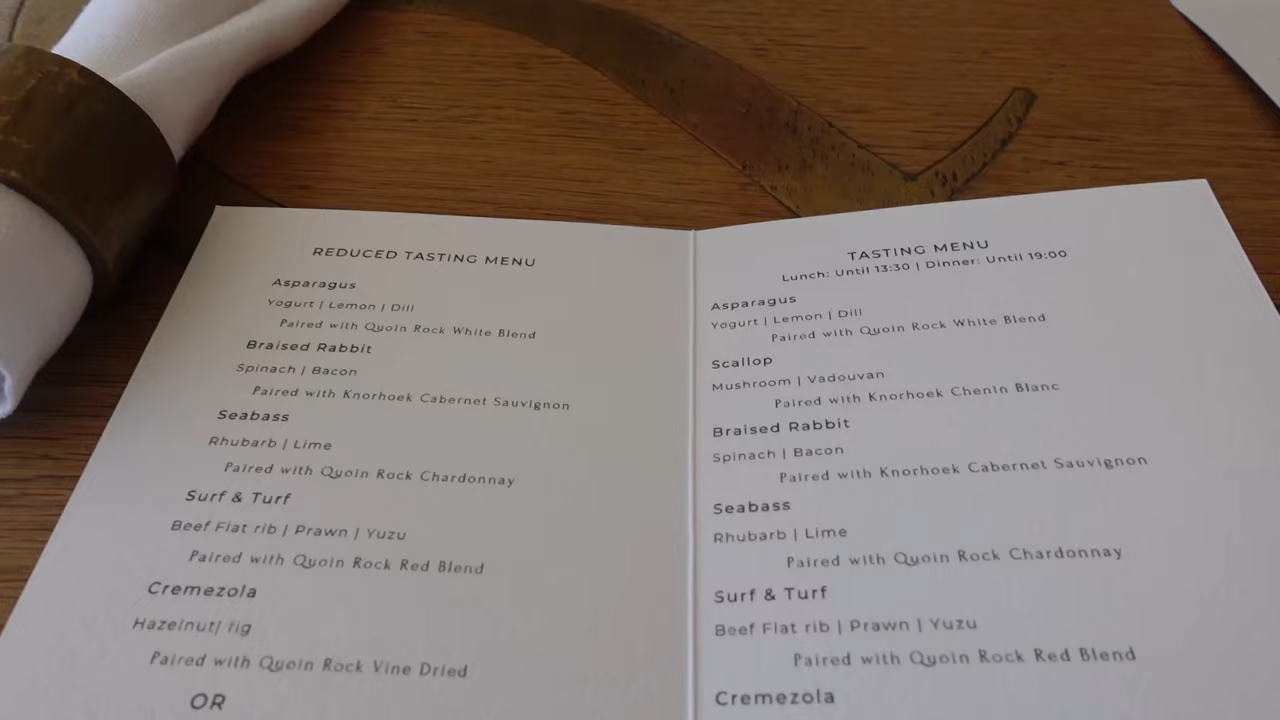 REDUCED TASTING MENU
Asparagus
Yogurt | Lemon | Dill
Paired with Quoin Rock White Blend
Braised Rabbit
Spinach | Bacon
Paired with Knorhoek Cabernet Sauvignon
Seabass
Rhubarb | Lime
Paired with Quoin Rock Chardonnay
Surf & Turf
Beef Flat rib | Prawn | Yuzu
Paired with Quoin Rock Red Blend
Cremezola
Hazelnut| fig
Paired with Quoin Rock Vine Dried
OR
TASTING MENU
Lunch: Until 13:30 | Dinner: Until 19:00
Asparagus
Yogurt | Lemon | Dill
Paired with Quoin Rock White Blend
Scallop
Mushroom | Vadouvan
Paired with Knorhoek Chenin Blanc
Braised Rabbit
Spinach | Bacon
Paired with Knorhoek Cabernet Sauvignon
Seabass
Rhubarb | Lime
Paired with Quoin Rock Chardonnay
Surf & Turf
Beef Flat rib | Prawn | Yuzu
Paired with Quoin Rock Red Blend
Cremezola